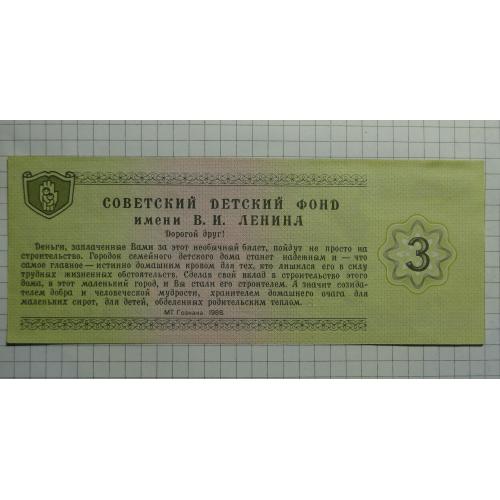 СОВЕТСКИЙ ДЕТСКИЙ ФОНД
ИМЕНИ В. И. ЛЕНИНА
Дорогой друг!
Деньги, заплаченные Вами за этот необычный билет, пойдут не просто на
строительство. Городок семейного детского дома станет надежным и — что
самое главное — истинно домашним кровом для тех, кто лишился его в силу
трудных жизненных обстоятельств. Сделав свой вклад в строительство этого
дома, в этот маленький город, и Вы стали его строителем. А значит созида-
телем добра и человеческой мудрости, хранителем домашнего очага для
маленьких сирот, для детей, обделенных родительским теплом.
МТ Гознака. 1988.
3